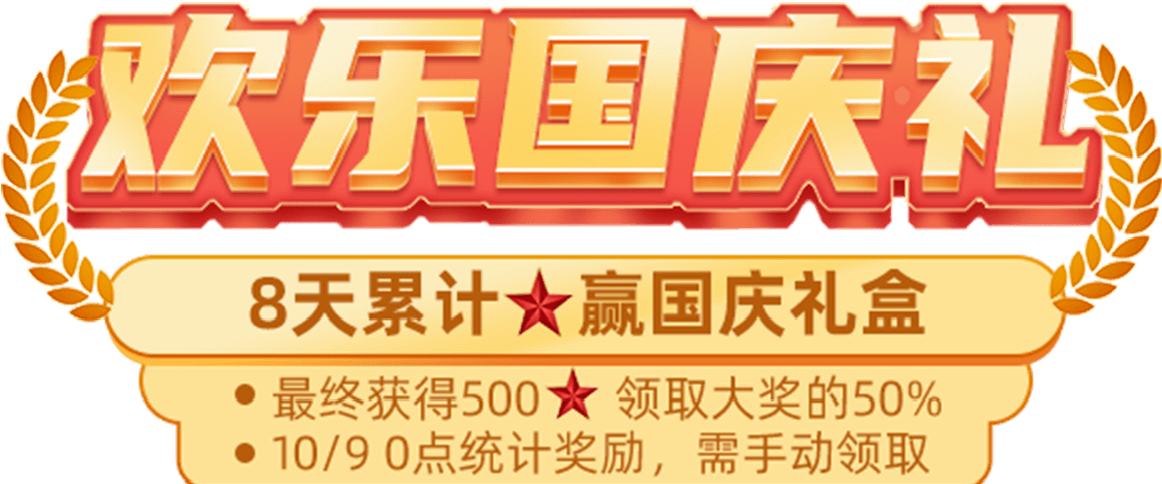 欢乐国庆礼
8天累计★赢国庆礼盒
• 最终获得500★ 领取大奖的50%
• 10/9 0点统计奖励，需手动领取